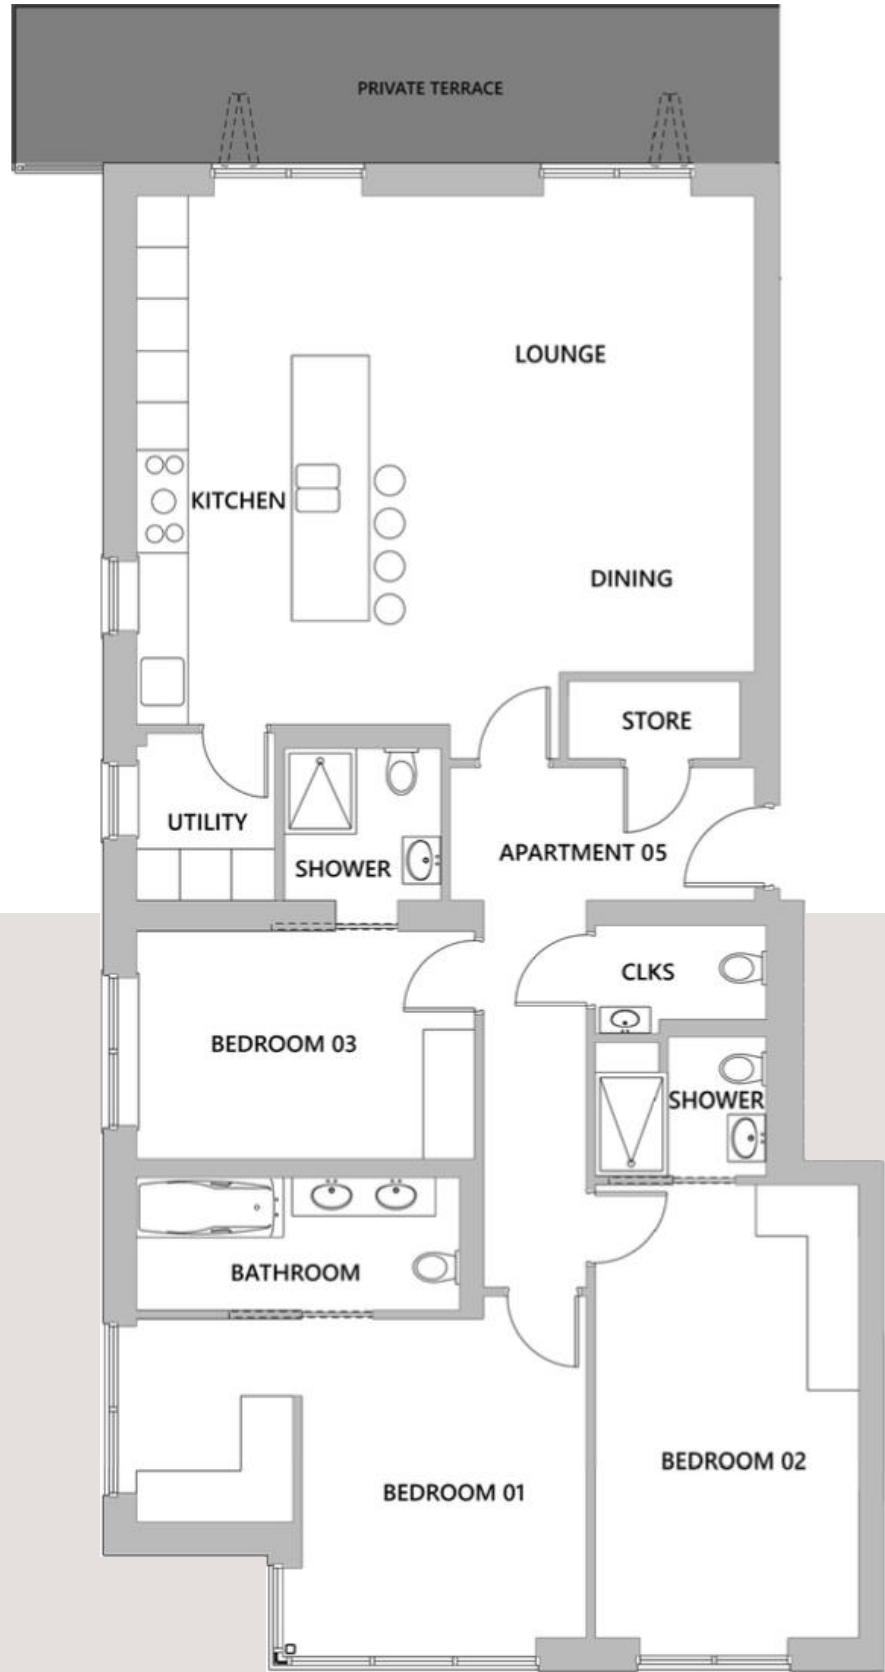 PRIVATE TERRACE
LOUNGE
KITCHEN
DINING
STORE
UTILITY
SHOWER
APARTMENT 05
CLKS
BEDROOM 03
SHOWER
BATHROOM
BEDROOM 02
BEDROOM 01